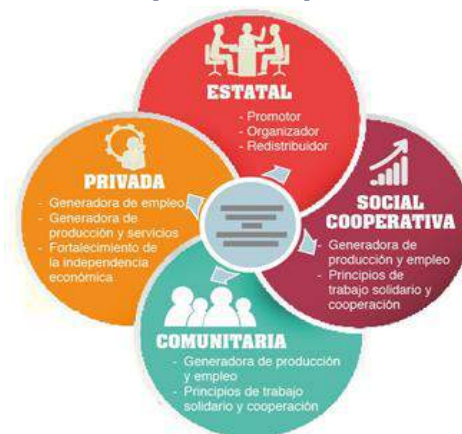 ESTATAL
- Promotor
- Organizador
- Redistribuidor
PRIVADA
- Generadora de empleo
- Generadora de
producción y servicios
- Fortalecimiento de
la independencia
económica
SOCIAL
COOPERATIVA
- Generadora de
producción y empleo
- Principios de
trabajo solidario y
cooperación
COMUNITARIA
- Generadora de producción
y empleo
- Principios de trabajo
solidario y cooperación